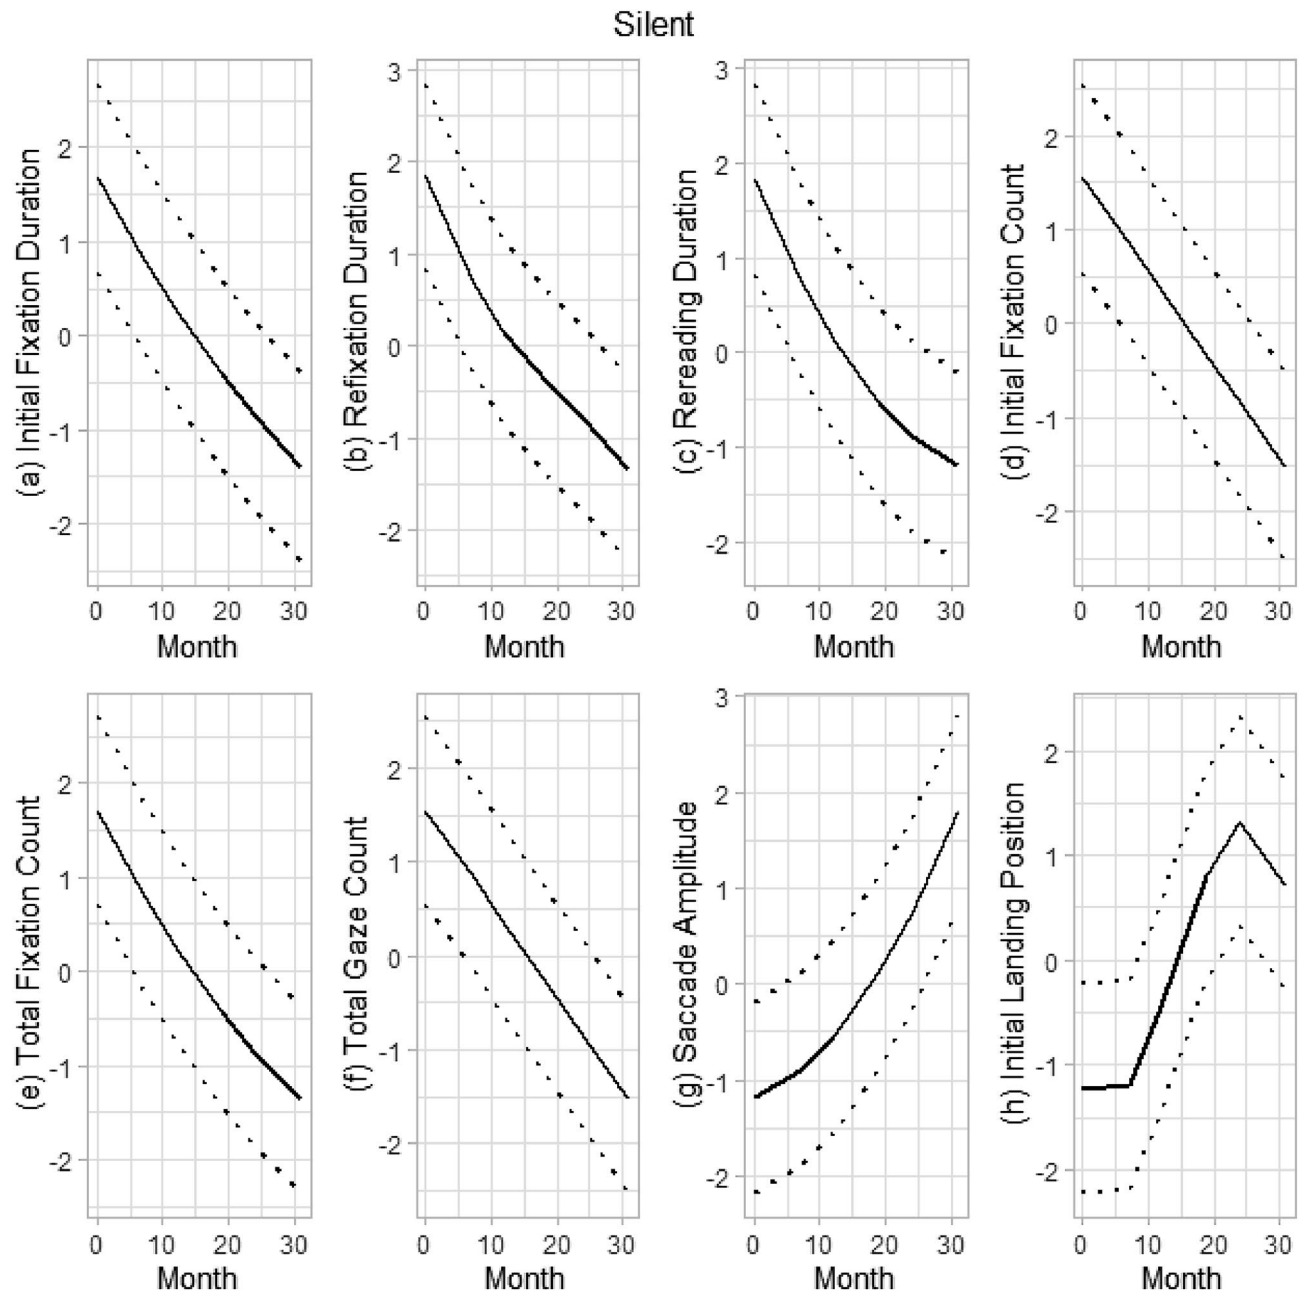 Silent
(a) Initial Fixation Duration
2
1
0
-1
-2
0 10 20 30
Month
(b) Refixation Duration
3
2
1
0
-1
-2
0 10 20 30
Month
(c) Rereading Duration
3
2
1
0
-1
-2
0 10 20 30
Month
(d) Initial Fixation Count
2
1
0
-1
-2
0 10 20 30
Month
(e) Total Fixation Count
2
1
0
-1
-2
0 10 20 30
Month
(f) Total Gaze Count
2
1
0
-1
-2
0 10 20 30
Month
(g) Saccade Amplitude
3
2
1
0
-1
-2
0 10 20 30
Month
(h) Initial Landing Position
2
1
0
-1
-2
0 10 20 30
Month